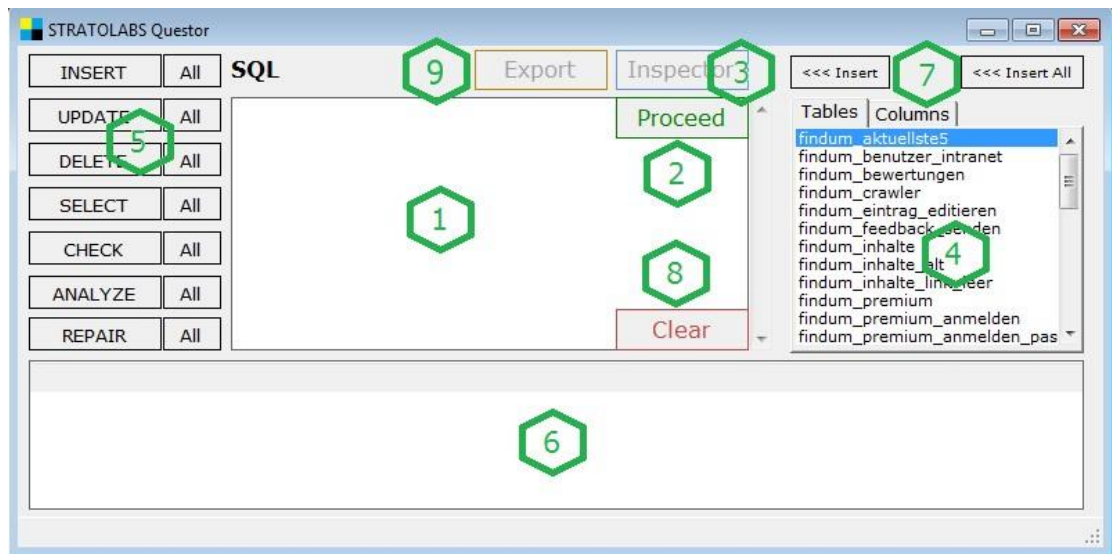 STRATOLABS Questor
INSERT All SQL 9 Export Inspector 3 <<< Insert 7 <<< Insert All
UPDATE All Proceed Tables Columns
5
DELETE All
SELECT All
CHECK All
ANALYZE All
REPAIR All
1
2
8
Clear
findum_aktuellste5
findum_benutzer_intranet
findum_bewertungen
findum_crawler
findum_eintrag_editieren
findum_feedback_senden
findum_inhalte
findum_inhalte_alt
findum_inhalte_link_leer
findum_premium
findum_premium_anmelden
findum_premium_anmelden_pas
4
6